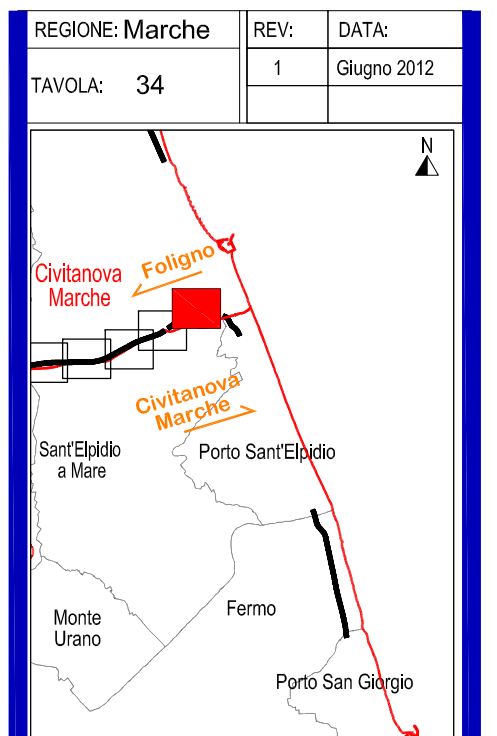 REGIONE: Marche
REV:
DATA:
TAVOLA: 34
1
Giugno 2012
N
Civitanova
Marche
Foligno
Civitanova
Marche
Sant'Elpidio
a Mare
Porto Sant'Elpidio
Monte
Urano
Fermo
Porto San Giorgio